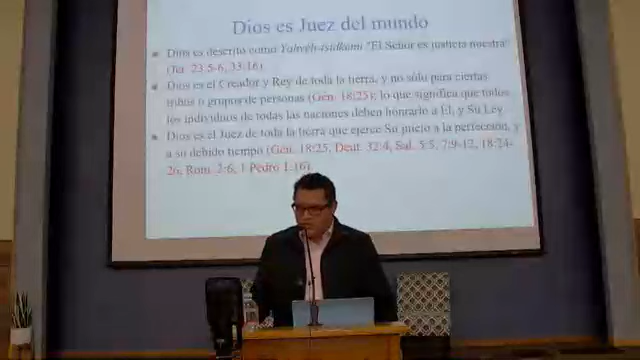 Dios es Juez del mundo
Dios es descrito como Yahveh-tsidkenu "El Señor es justicia nuestra"
(Jer. 23:5-6, 33:16).
Dios es el Creador y Rey de toda la tierra, y no sólo para ciertas
tribus o grupos de personas (Gén. 18:25); lo que significa que todos
los individuos de todas las naciones deben honrarlo a Él, y Su Ley.
Dios es el Juez de toda la tierra que ejerce Su juicio a la perfección, y
a su debido tiempo (Gén. 18:25, Deut. 32:4, Sal. 5:5, 7:9-12, 18:24-
26, Rom. 2:6, 1 Pedro 1:16).